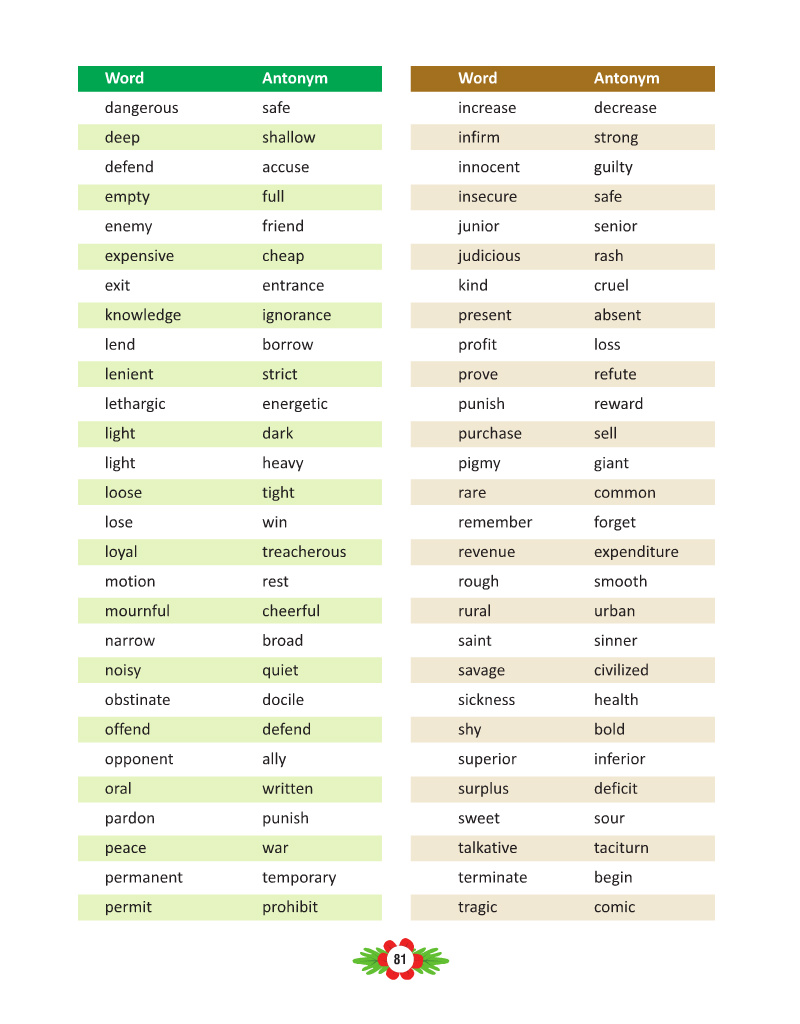 Word Antonym
dangerous safe
deep shallow
defend accuse
empty full
enemy friend
expensive cheap
exit entrance
knowledge ignorance
lend borrow
lenient strict
lethargic energetic
light dark
light heavy
loose tight
lose win
loyal treacherous
motion rest
mournful cheerful
narrow broad
noisy quiet
obstinate docile
offend defend
opponent ally
oral written
pardon punish
peace war
permanent temporary
permit prohibit
Word Antonym
increase decrease
infirm strong
innocent guilty
insecure safe
junior senior
judicious rash
kind cruel
present absent
profit loss
prove refute
punish reward
purchase sell
pigmy giant
rare common
remember forget
revenue expenditure
rough smooth
rural urban
saint sinner
savage civilized
sickness health
shy bold
superior inferior
surplus deficit
sweet sour
talkative taciturn
terminate begin
tragic comic
81